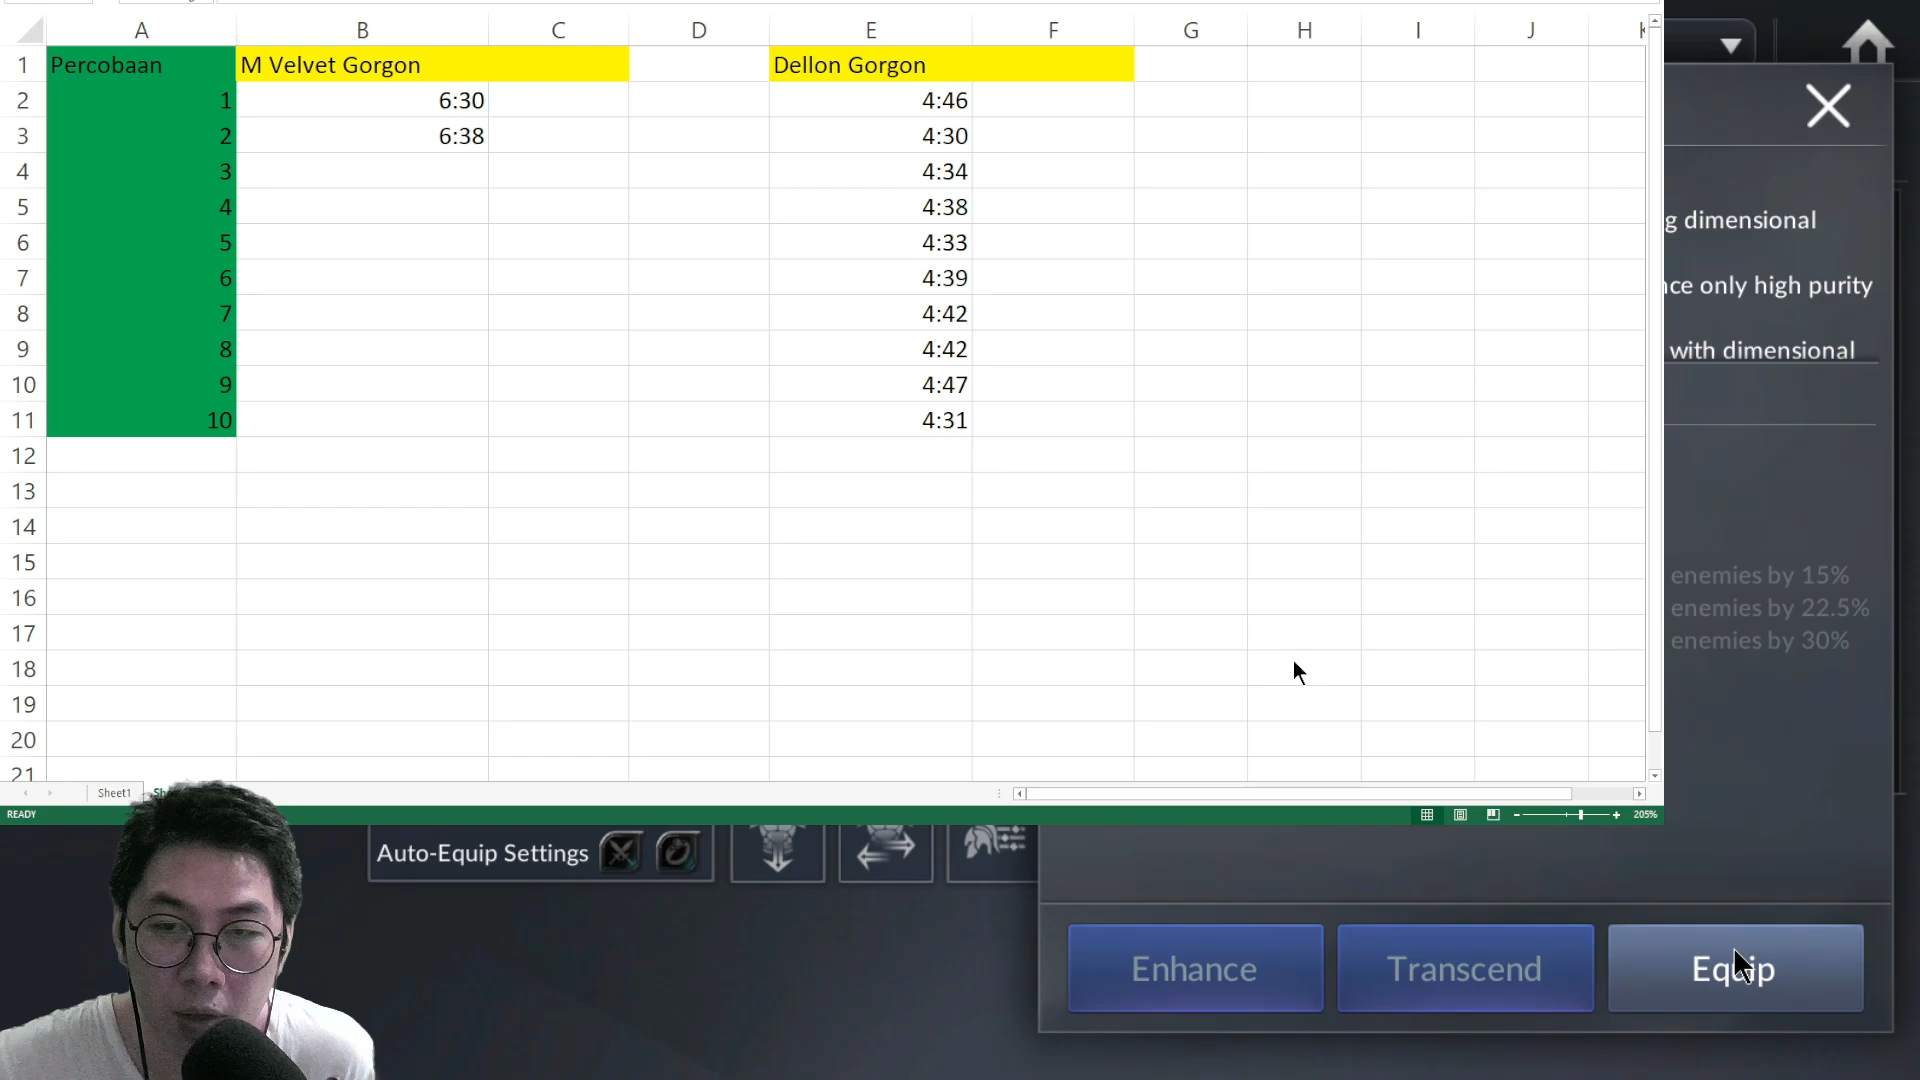 A B C D E F G H I J
1 Percobaan M Velvet Gorgon Dellon Gorgon
2 1 6:30 4:46
3 2 6:38 4:30
4 3 4:34
5 4 4:38
6 5 4:33
7 6 4:39
8 7 4:42
9 8 4:42
10 9 4:47
11 10 4:31
12
13
14
15
16
17
18
19
20
21
Sheet1
READY
205%
g dimensional
nce only high purity
with dimensional
enemies by 15%
enemies by 22.5%
enemies by 30%
Auto-Equip Settings
Enhance Transcend Equip